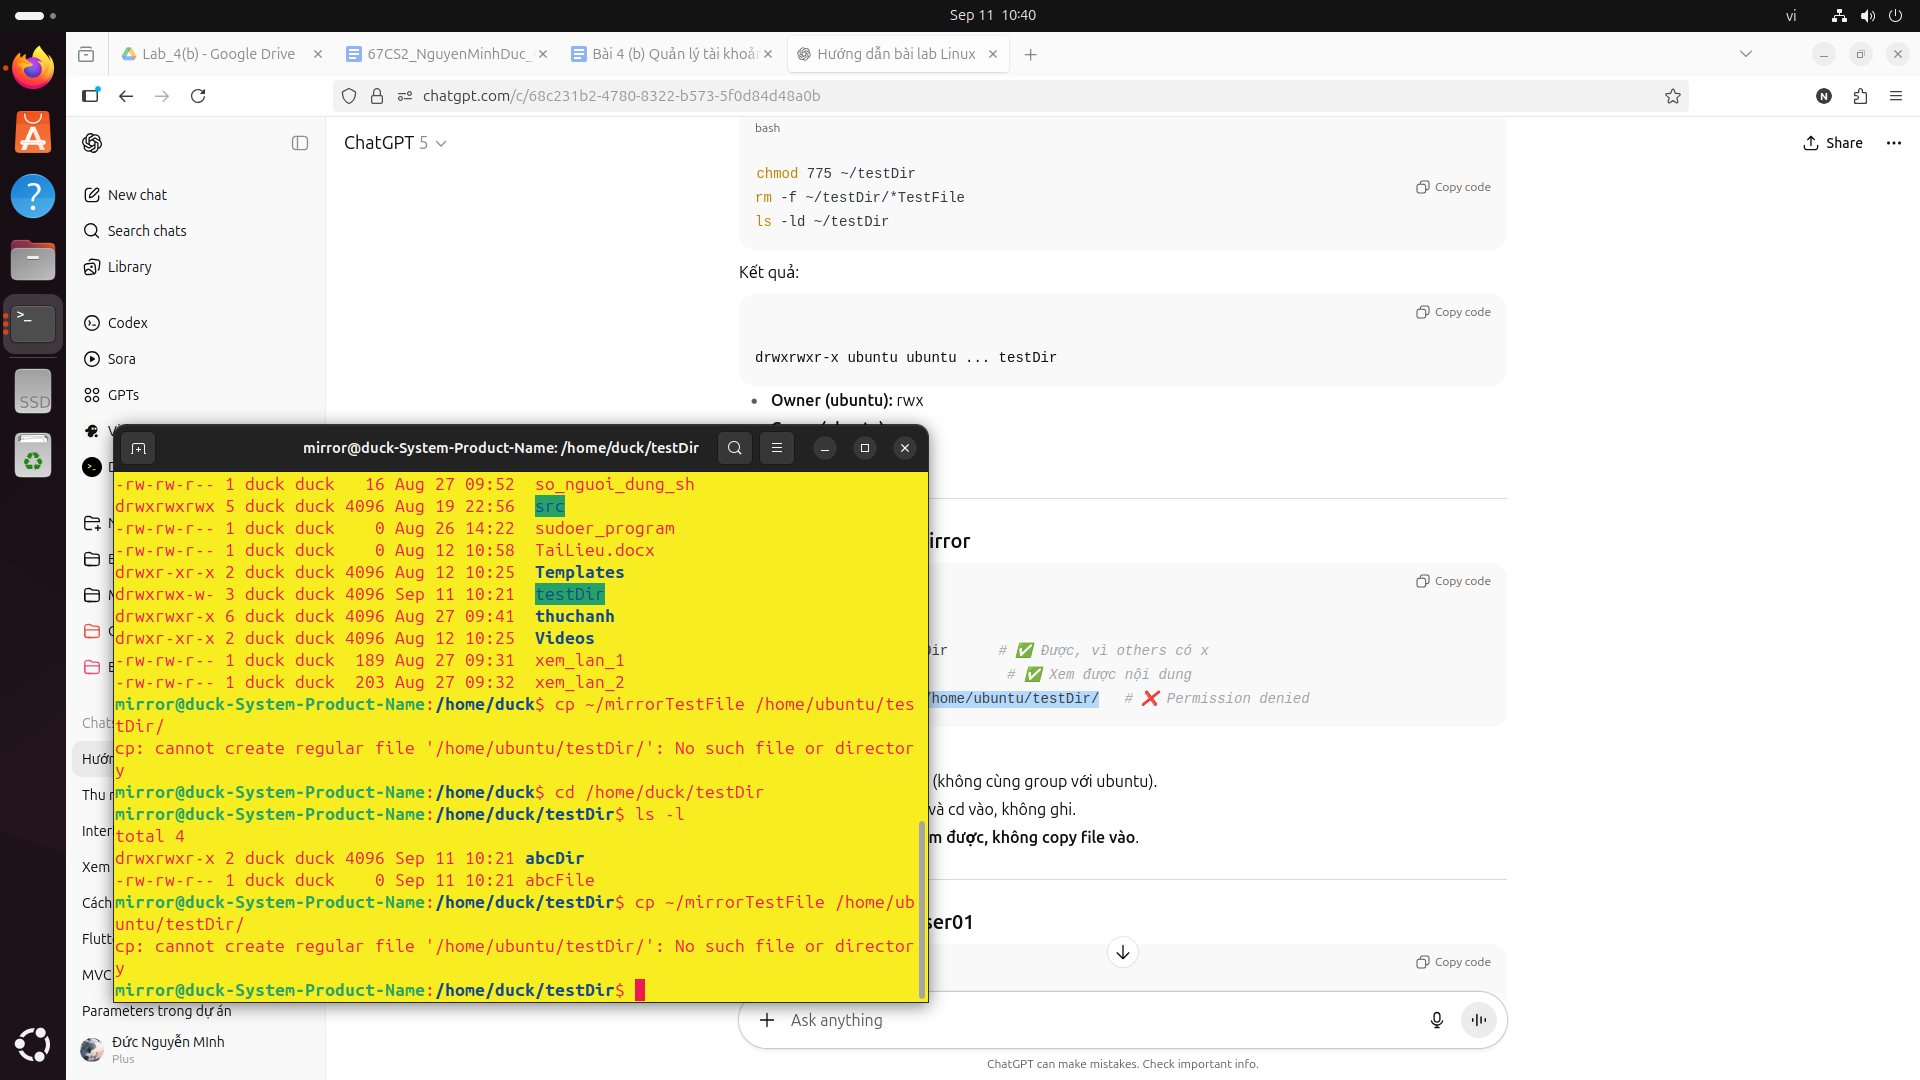 Sep 11 10:40
vi
Lab_4(b) - Google Drive
67CS2_NguyenMinhDuc_
Bài 4 (b) Quản lý tài khoả
Hướng dẫn bài lab Linux
chatgpt.com/c/68c231b2-4780-8322-b573-5f0d84d48a0b
N
ChatGPT 5
Share
New chat
Search chats
Library
Codex
Sora
GPTs
SSD
bash
chmod 775 ~/testDir
Copy code
rm -f ~/testDir/*TestFile
ls -ld ~/testDir
Kết quả:
Copy code
drwxrwxr-x ubuntu ubuntu ... testDir
Owner (ubuntu): rwx
mirror@duck-System-Product-Name: /home/duck/testDir
-rw-rw-r-- 1 duck duck   16 Aug 27 09:52  so_nguoi_dung_sh
drwxrwxrwx 5 duck duck 4096 Aug 19 22:56  src
-rw-rw-r-- 1 duck duck    0 Aug 26 14:22  sudoer_program
-rw-rw-r-- 1 duck duck    0 Aug 12 10:58  TaiLieu.docx
drwxr-xr-x 2 duck duck 4096 Aug 12 10:25  Templates
drwxrwx-w- 3 duck duck 4096 Sep 11 10:21  testDir
drwxrwxr-x 6 duck duck 4096 Aug 27 09:41  thuchanh
drwxr-xr-x 2 duck duck 4096 Aug 12 10:25  Videos
-rw-rw-r-- 1 duck duck  189 Aug 27 09:31  xem_lan_1
-rw-rw-r-- 1 duck duck  203 Aug 27 09:32  xem_lan_2
mirror@duck-System-Product-Name:/home/duck$ cp ~/mirrorTestFile /home/ubuntu/tes
tDir/
cp: cannot create regular file '/home/ubuntu/testDir/': No such file or director
y
mirror@duck-System-Product-Name:/home/duck$ cd /home/duck/testDir
mirror@duck-System-Product-Name:/home/duck/testDir$ ls -l
total 4
drwxrwxr-x 2 duck duck 4096 Sep 11 10:21 abcDir
-rw-rw-r-- 1 duck duck    0 Sep 11 10:21 abcFile
mirror@duck-System-Product-Name:/home/duck/testDir$ cp ~/mirrorTestFile /home/ub
untu/testDir/
cp: cannot create regular file '/home/ubuntu/testDir/': No such file or director
y
mirror@duck-System-Product-Name:/home/duck/testDir$
irror
Copy code
Dir # ✅ Được, vì others có x
# ✅ Xem được nội dung
/home/ubuntu/testDir/ # ❌ Permission denied
(không cùng group với ubuntu).
và cd vào, không ghi.
m được, không copy file vào.
ser01
Copy code
Chats
Hướn
Thu n
Inter
Xem
Cách
Flutt
MVC
Parameters trong dự án
Đức Nguyễn MInh
Plus
Ask anything
ChatGPT can make mistakes. Check important info.